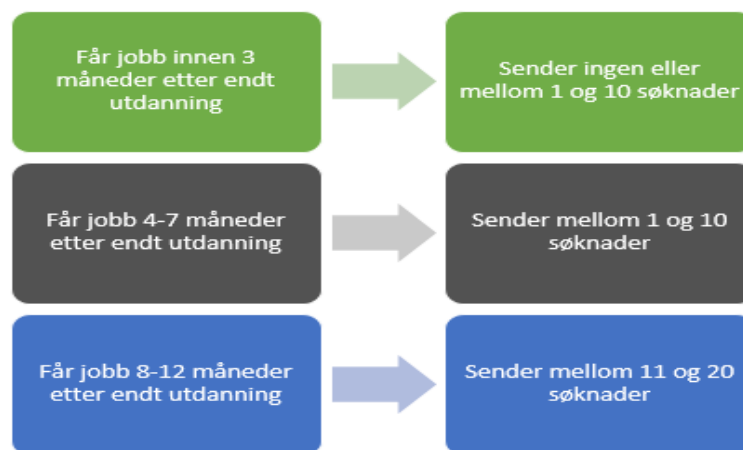 Får jobb innen 3
måneder etter endt
utdanning
Sender ingen eller
mellom 1 og 10 søknader
Får jobb 4-7 måneder
etter endt utdanning
Sender mellom 1 og 10
søknader
Får jobb 8-12 måneder
etter endt utdanning
Sender mellom 11 og 20
søknader